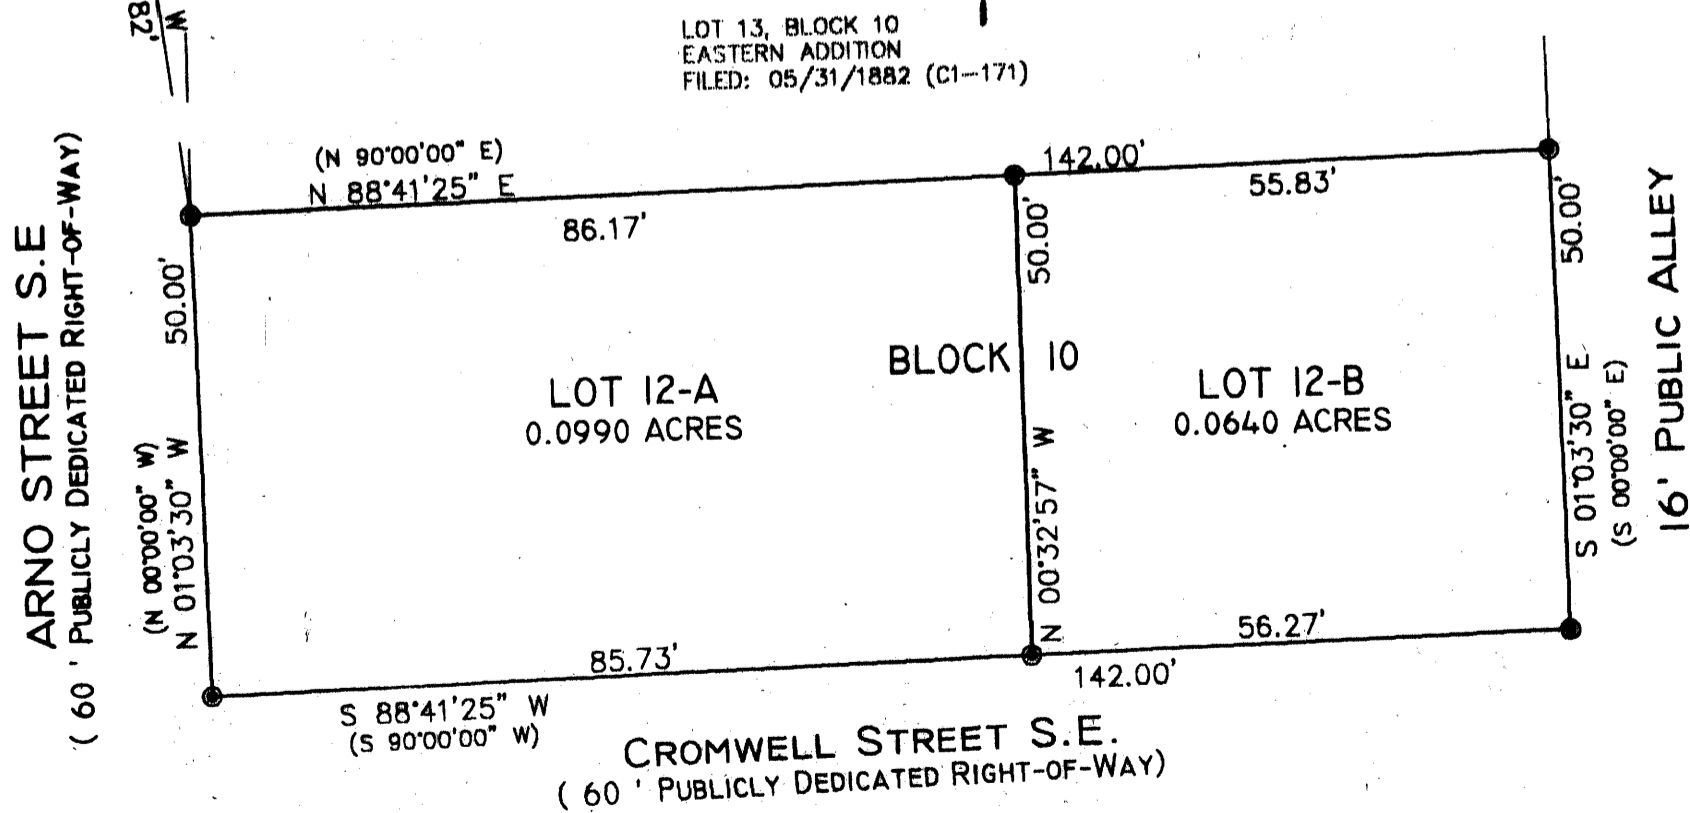 82'
W
LOT 13, BLOCK 10
EASTERN ADDITION
FILED: 05/31/1882 (C1-171)
(N 90°00'00" E)
N 88°41'25" E
142.00'
86.17'
55.83'
ARNO STREET S.E
( 60 ' PUBLICLY DEDICATED RIGHT-OF-WAY)
50.00'
(N 00°00'00" W)
N 01°03'30" W
50.00'
N 00°32'57" W
BLOCK 10
LOT 12-A
0.0990 ACRES
LOT 12-B
0.0640 ACRES
50.00'
S 01°03'30" E
(S 00°00'00" E)
16' PUBLIC ALLEY
85.73'
56.27'
142.00'
S 88°41'25" W
(S 90°00'00" W)
CROMWELL STREET S.E.
( 60 ' PUBLICLY DEDICATED RIGHT-OF-WAY)